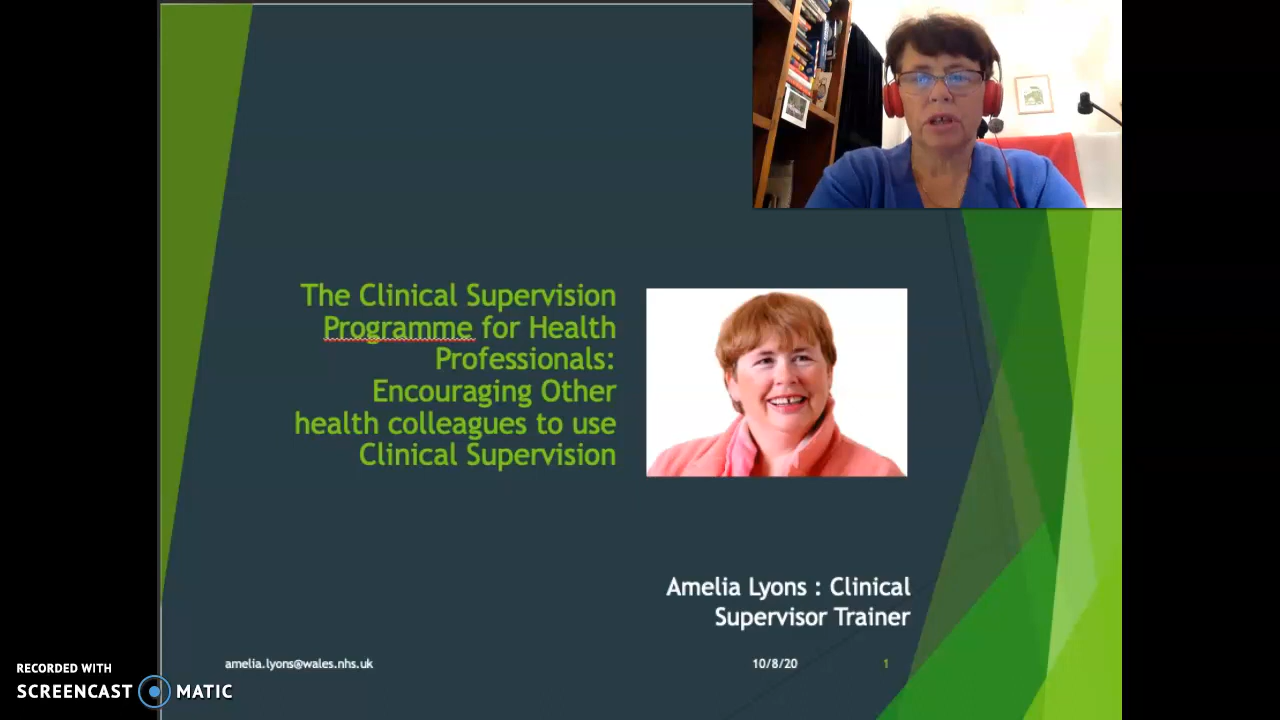 The Clinical Supervision
Programme for Health
Professionals:
Encouraging Other
health colleagues to use
Clinical Supervision
Amelia Lyons : Clinical
Supervisor Trainer
amelia.lyons@wales.nhs.uk
10/8/20
1
RECORDED WITH
SCREENCAST MATIC